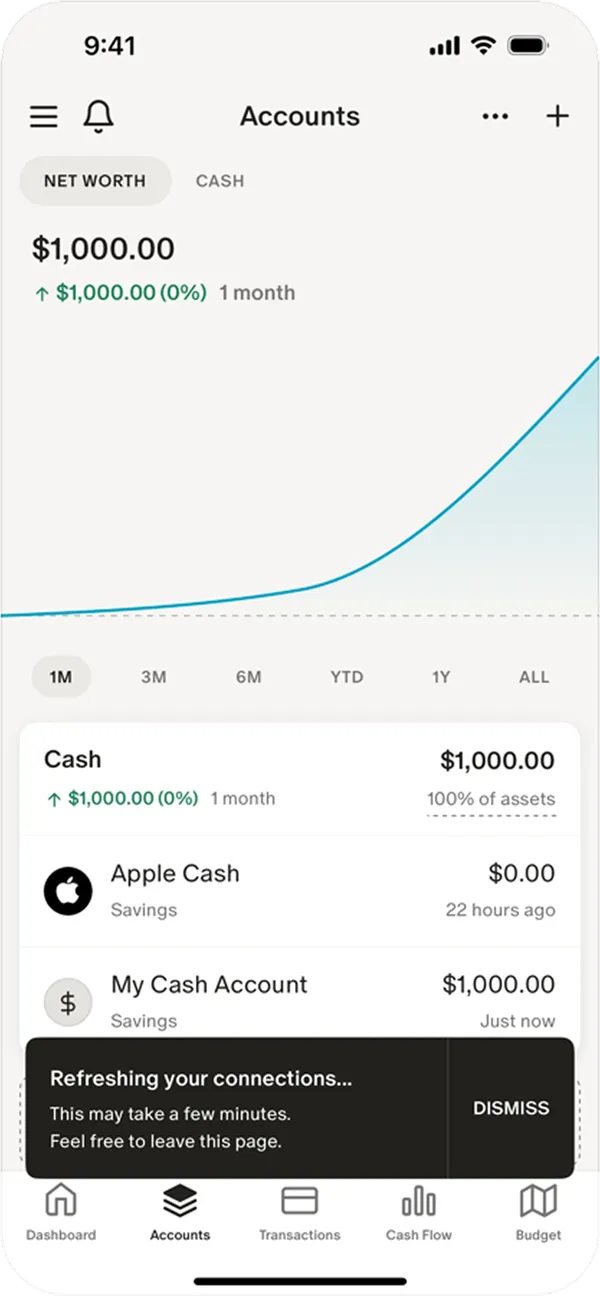 9:41
Accounts
NET WORTH CASH
$1,000.00
↑ $1,000.00 (0%) 1 month
1M 3M 6M YTD 1Y ALL
Cash $1,000.00
↑ $1,000.00 (0%) 1 month 100% of assets
Apple Cash $0.00
Savings 22 hours ago
$ My Cash Account $1,000.00
Savings Just now
Refreshing your connections...
This may take a few minutes.
Feel free to leave this page.
DISMISS
Dashboard Accounts Transactions Cash Flow Budget